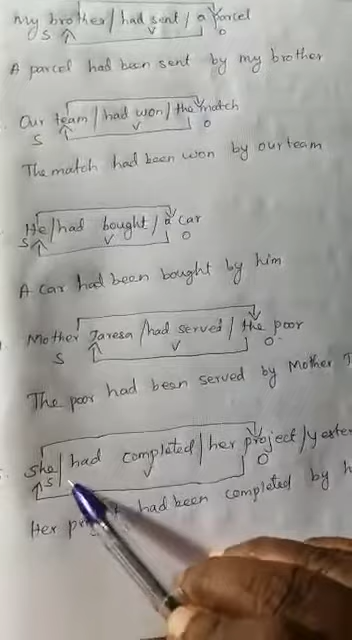 My brother / had sent / a parcel
S V O
A parcel had been sent by my brother
Our team / had won / the match
S V O
The match had been won by our team
He / had bought / a car
S V O
A car had been bought by him
Mother Taresa / had served / the poor
S V O
The poor had been served by Mother T
She / had completed / her project /
S V O
Her had been completed by